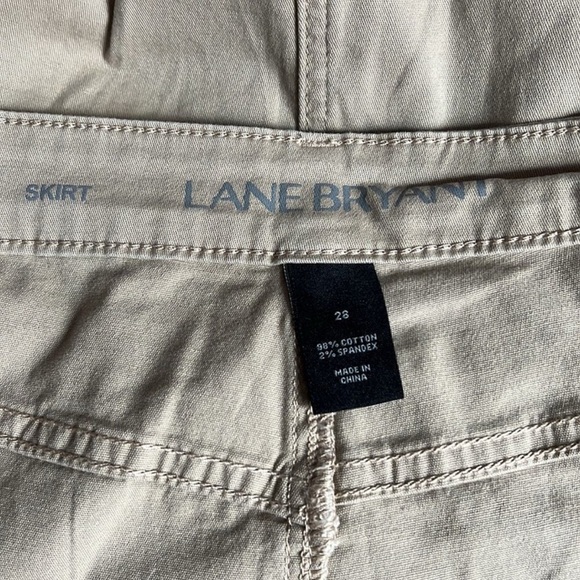 SKIRT LANE BRYANT
28
98% COTTON
2% SPANDEX
MADE IN
CHINA